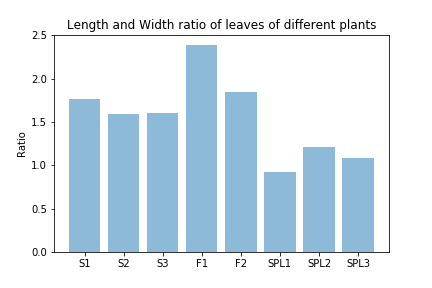 Length and Width ratio of leaves of different plants
2.5
2.0
1.5
1.0
0.5
0.0
Ratio
S1 S2 S3 F1 F2 SPL1 SPL2 SPL3